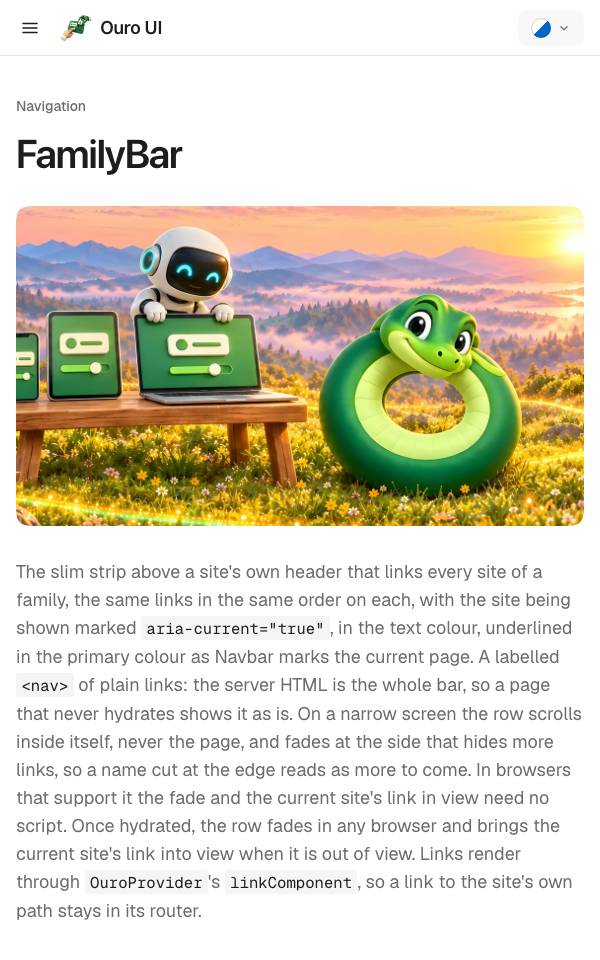 Ouro UI
Navigation
FamilyBar
The slim strip above a site's own header that links every site of a
family, the same links in the same order on each, with the site being
shown marked aria-current="true", in the text colour, underlined
in the primary colour as Navbar marks the current page. A labelled
<nav> of plain links: the server HTML is the whole bar, so a page
that never hydrates shows it as is. On a narrow screen the row scrolls
inside itself, never the page, and fades at the side that hides more
links, so a name cut at the edge reads as more to come. In browsers
that support it the fade and the current site's link in view need no
script. Once hydrated, the row fades in any browser and brings the
current site's link into view when it is out of view. Links render
through OuroProvider's linkComponent, so a link to the site's own
path stays in its router.